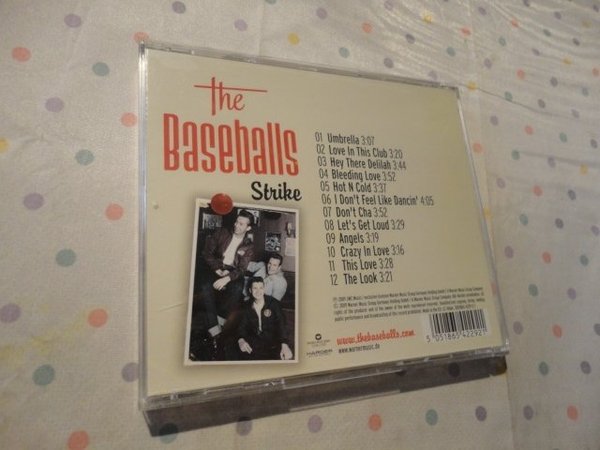 the
Baseballs
Strike
01 Umbrella 3:07
02 Love In This Club 3:20
03 Hey There Delilah 3:44
04 Bleeding Love 3:52
05 Hot N Cold 3:37
06 I Don't Feel Like Dancin' 4:05
07 Don't Cha 3:52
08 Let's Get Loud 3:29
09 Angels 3:19
10 Crazy In Love 3:16
11 This Love 3:28
12 The Look 3:21
www.thebaseballs.com
www.warnermusic.de
5 051865 422921